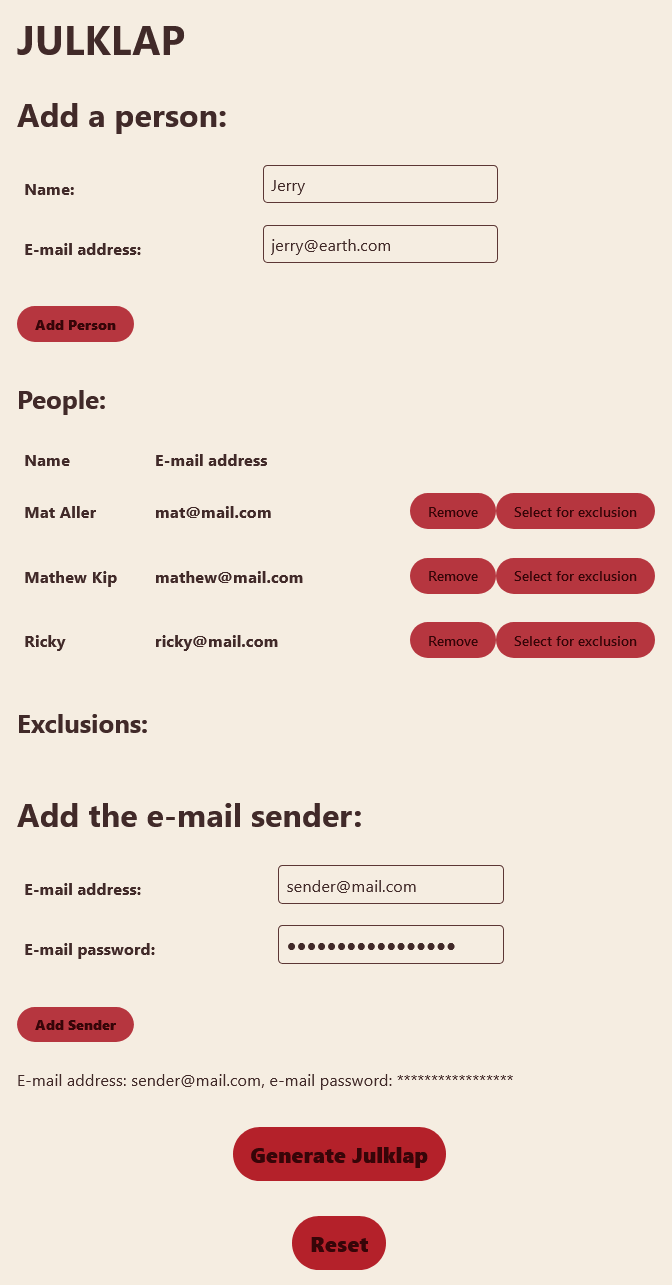 JULKLAP
Add a person:
Name: Jerry
E-mail address: jerry@earth.com
Add Person
People:
Name E-mail address
Mat Aller mat@mail.com Remove Select for exclusion
Mathew Kip mathew@mail.com Remove Select for exclusion
Ricky ricky@mail.com Remove Select for exclusion
Exclusions:
Add the e-mail sender:
E-mail address: sender@mail.com
E-mail password: •••••••••••••••••
Add Sender
E-mail address: sender@mail.com, e-mail password: *****************
Generate Julklap
Reset